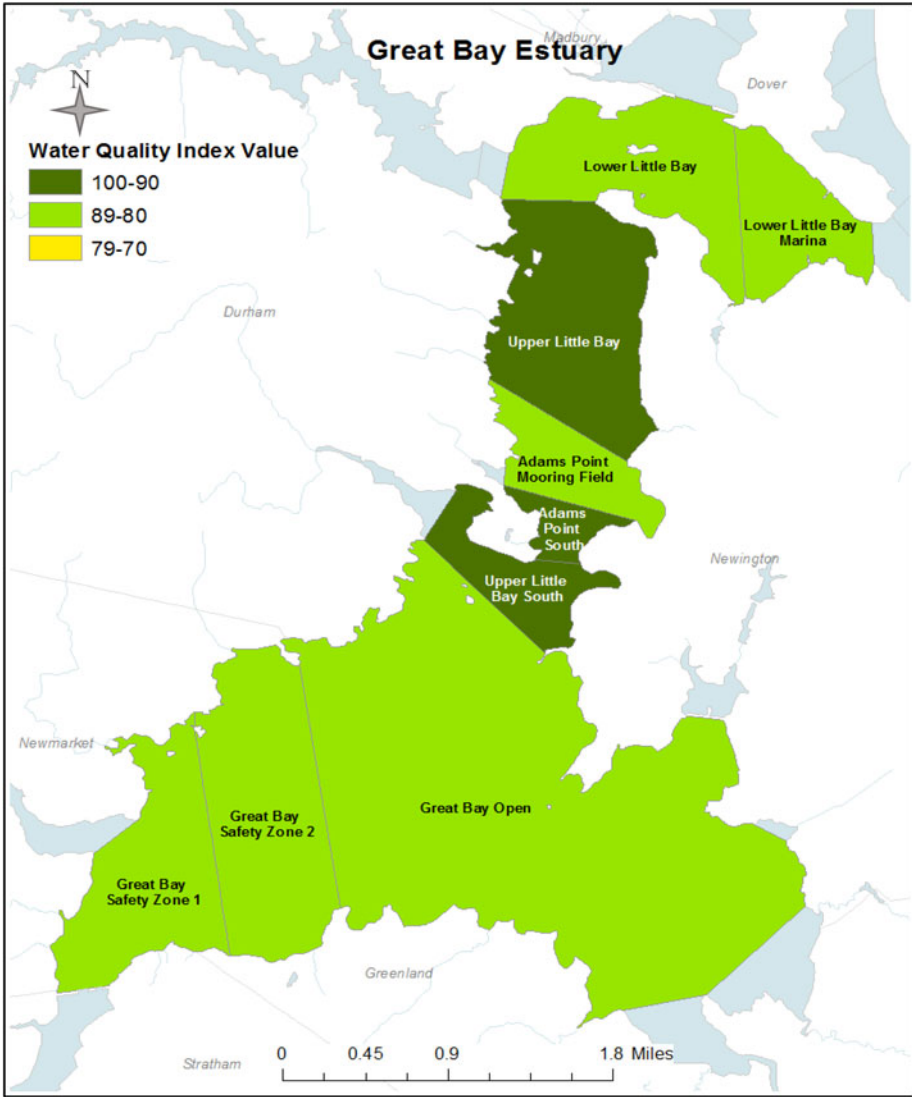 Great Bay Estuary
Madbury
Dover
N
Water Quality Index Value
100-90
89-80
79-70
Lower Little Bay
Lower Little Bay
Marina
Durham
Upper Little Bay
Adams Point
Mooring Field
Adams
Point
South
Newington
Upper Little
Bay South
Newmarket
Great Bay Open
Great Bay
Safety Zone 2
Great Bay
Safety Zone 1
Greenland
Stratham
0 0.45 0.9 1.8 Miles